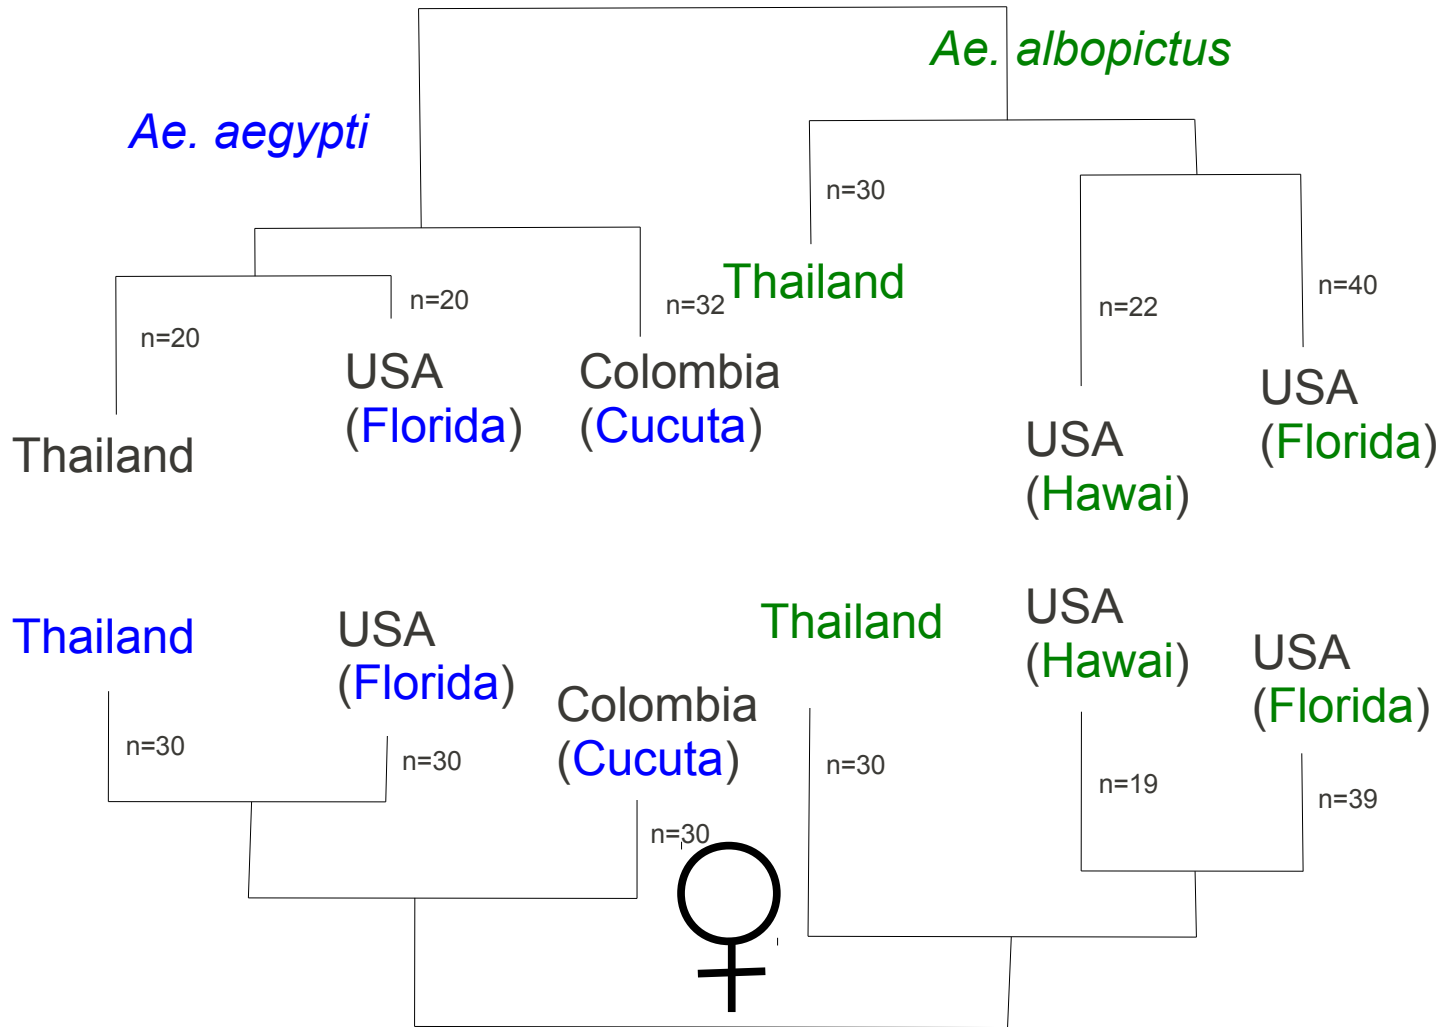 Ae. albopictus
Ae. aegypti
n=30
Thailand
n=20
n=32
n=22
n=40
n=20
USA
(Florida)
Colombia
(Cucuta)
USA
(Florida)
Thailand
USA
(Hawai)
Thailand
USA
(Florida)
Colombia
(Cucuta)
Thailand
USA
(Hawai)
USA
(Florida)
n=30
n=30
n=30
n=30
n=19
n=39